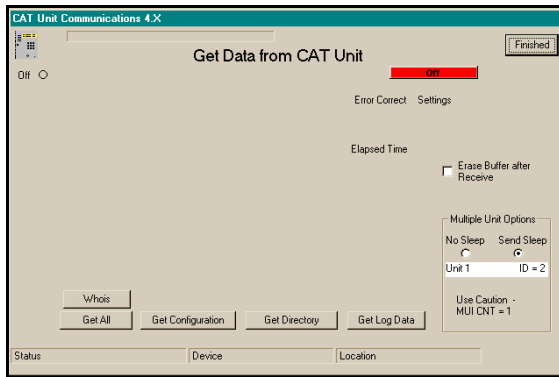 CAT Unit Communications 4.X
Finished
Get Data from CAT Unit
Off
Off
Error Correct Settings
Elapsed Time
Erase Buffer after
Receive
Multiple Unit Options
No Sleep Send Sleep
Unit 1 ID = 2
Use Caution -
MUI CNT = 1
Whois
Get All Get Configuration Get Directory Get Log Data
Status Device Location